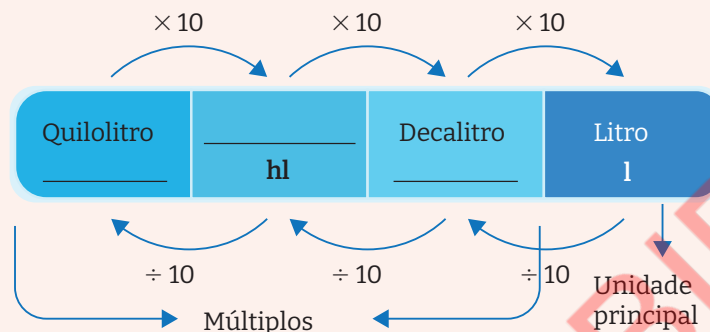 × 10 × 10 × 10
Quilolitro Decalitro Litro
hl l
÷ 10 ÷ 10 ÷ 10
Múltiplos
Unidade
principal